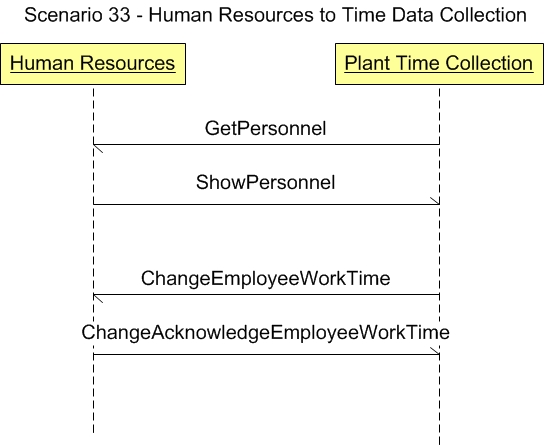 Scenario 33 - Human Resources to Time Data Collection
Human Resources
Plant Time Collection
GetPersonnel
ShowPersonnel
ChangeEmployeeWorkTime
ChangeAcknowledgeEmployeeWorkTime